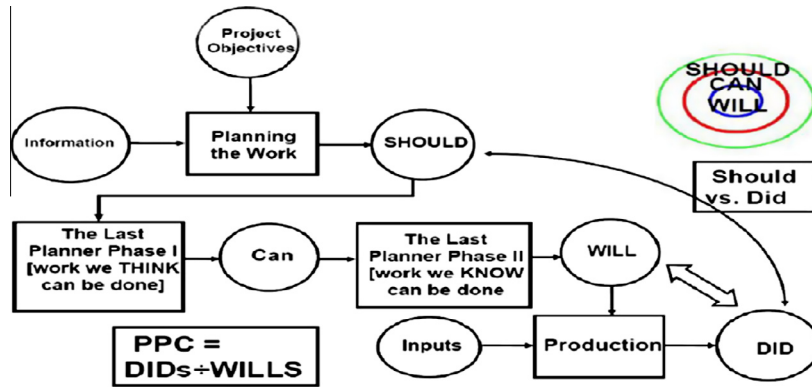 Project
Objectives
Information
Planning
the Work
SHOULD
SHOULD
CAN
WILL
Should
vs. Did
The Last
Planner Phase I
[work we THINK
can be done]
Can
The Last
Planner Phase II
[work we KNOW
can be done
WILL
PPC =
DIDs÷WILLS
Inputs
Production
DID